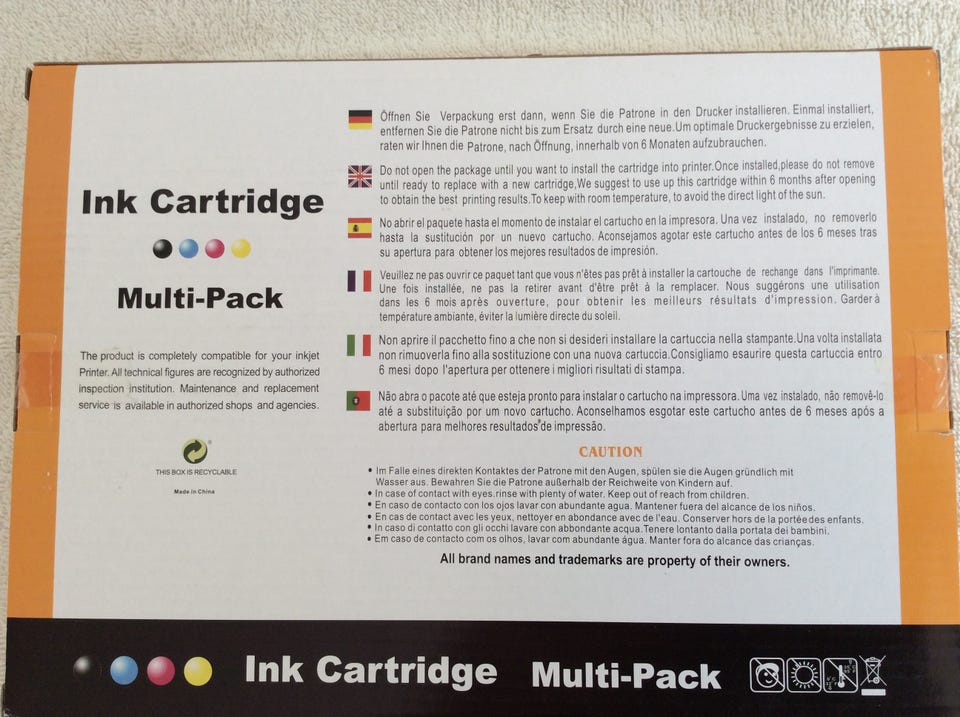 Ink Cartridge
Multi-Pack
The product is completely compatible for your inkjet
Printer. All technical figures are recognized by authorized
inspection institution. Maintenance and replacement
service is available in authorized shops and agencies.
®
THIS BOX IS RECYCLABLE
Made in China
Öffnen Sie Verpackung erst dann, wenn Sie die Patrone in den Drucker installieren. Einmal installiert,
entfernen Sie die Patrone nicht bis zum Ersatz durch eine neue.Um optimale Druckergebnisse zu erzielen,
raten wir Ihnen die Patrone, nach Öffnung, innerhalb von 6 Monaten aufzubrauchen.
Do not open the package until you want to install the cartridge into printer.Once installed,please do not remove
until ready to replace with a new cartridge,We suggest to use up this cartridge within 6 months after opening
to obtain the best printing results.To keep with room temperature, to avoid the direct light of the sun.
No abrir el paquete hasta el momento de instalar el cartucho en la impresora. Una vez instalado, no removerlo
hasta la sustitución por un nuevo cartucho. Aconsejamos agotar este cartucho antes de los 6 meses tras
su apertura para obtener los mejores resultados de impresión.
Veuillez ne pas ouvrir ce paquet tant que vous n'êtes pas prêt à installer la cartouche de rechange dans l'imprimante.
Une fois installée, ne pas la retirer avant d'être prêt à la remplacer. Nous suggérons une utilisation
dans les 6 mois après ouverture, pour obtenir les meilleurs résultats d'impression. Garder à
température ambiante, éviter la lumière directe du soleil.
Non aprire il pacchetto fino a che non si desideri installare la cartuccia nella stampante.Una volta installata
non rimuoverla fino alla sostituzione con una nuova cartuccia.Consigliamo esaurire questa cartuccia entro
6 mesi dopo l'apertura per ottenere i migliori risultati di stampa.
Não abra o pacote até que esteja pronto para instalar o cartucho na impressora. Uma vez instalado, não removê-lo
até a substituição por um novo cartucho. Aconselhamos esgotar este cartucho antes de 6 meses após a
abertura para melhores resultados de impressão.
CAUTION
• Im Falle eines direkten Kontaktes der Patrone mit den Augen, spülen sie die Augen gründlich mit
Wasser aus. Bewahren Sie die Patrone außerhalb der Reichweite von Kindern auf.
• In case of contact with eyes.rinse with plenty of water. Keep out of reach from children.
• En caso de contacto con los ojos lavar con abundante agua. Mantener fuera del alcance de los niños.
• En cas de contact avec les yeux, nettoyer en abondance avec de l'eau. Conserver hors de la portée des enfants.
• In caso di contatto con gli occhi lavare con abbondante acqua.Tenere lontanto dalla portata dei bambini.
• Em caso de contacto com os olhos, lavar com abundante água. Manter fora do alcance das crianças.
All brand names and trademarks are property of their owners.
Ink Cartridge Multi-Pack